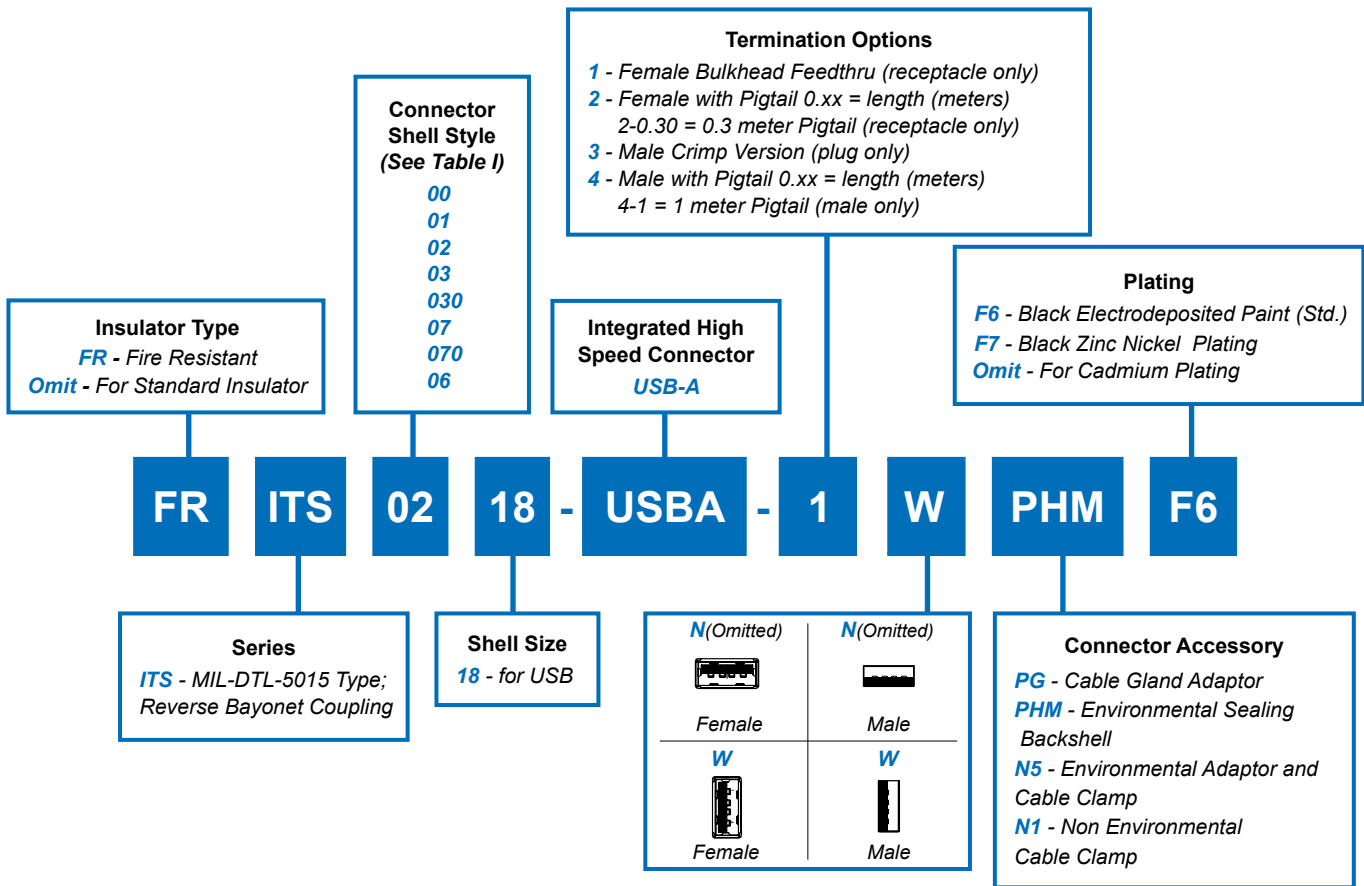 Termination Options
1 - Female Bulkhead Feedthru (receptacle only)
2 - Female with Pigtail 0.xx = length (meters)
2-0.30 = 0.3 meter Pigtail (receptacle only)
3 - Male Crimp Version (plug only)
4 - Male with Pigtail 0.xx = length (meters)
4-1 = 1 meter Pigtail (male only)
Connector
Shell Style
(See Table I)
00
01
02
03
030
07
070
06
Insulator Type
FR - Fire Resistant
Omit - For Standard Insulator
Integrated High
Speed Connector
USB-A
Plating
F6 - Black Electrodeposited Paint (Std.)
F7 - Black Zinc Nickel Plating
Omit - For Cadmium Plating
FR ITS 02 18 - USBA - 1 W PHM F6
Series
ITS - MIL-DTL-5015 Type;
Reverse Bayonet Coupling
Shell Size
18 - for USB
N(Omitted) N(Omitted)
Female Male
W W
Female Male
Connector Accessory
PG - Cable Gland Adaptor
PHM - Environmental Sealing
Backshell
N5 - Environmental Adaptor and
Cable Clamp
N1 - Non Environmental
Cable Clamp